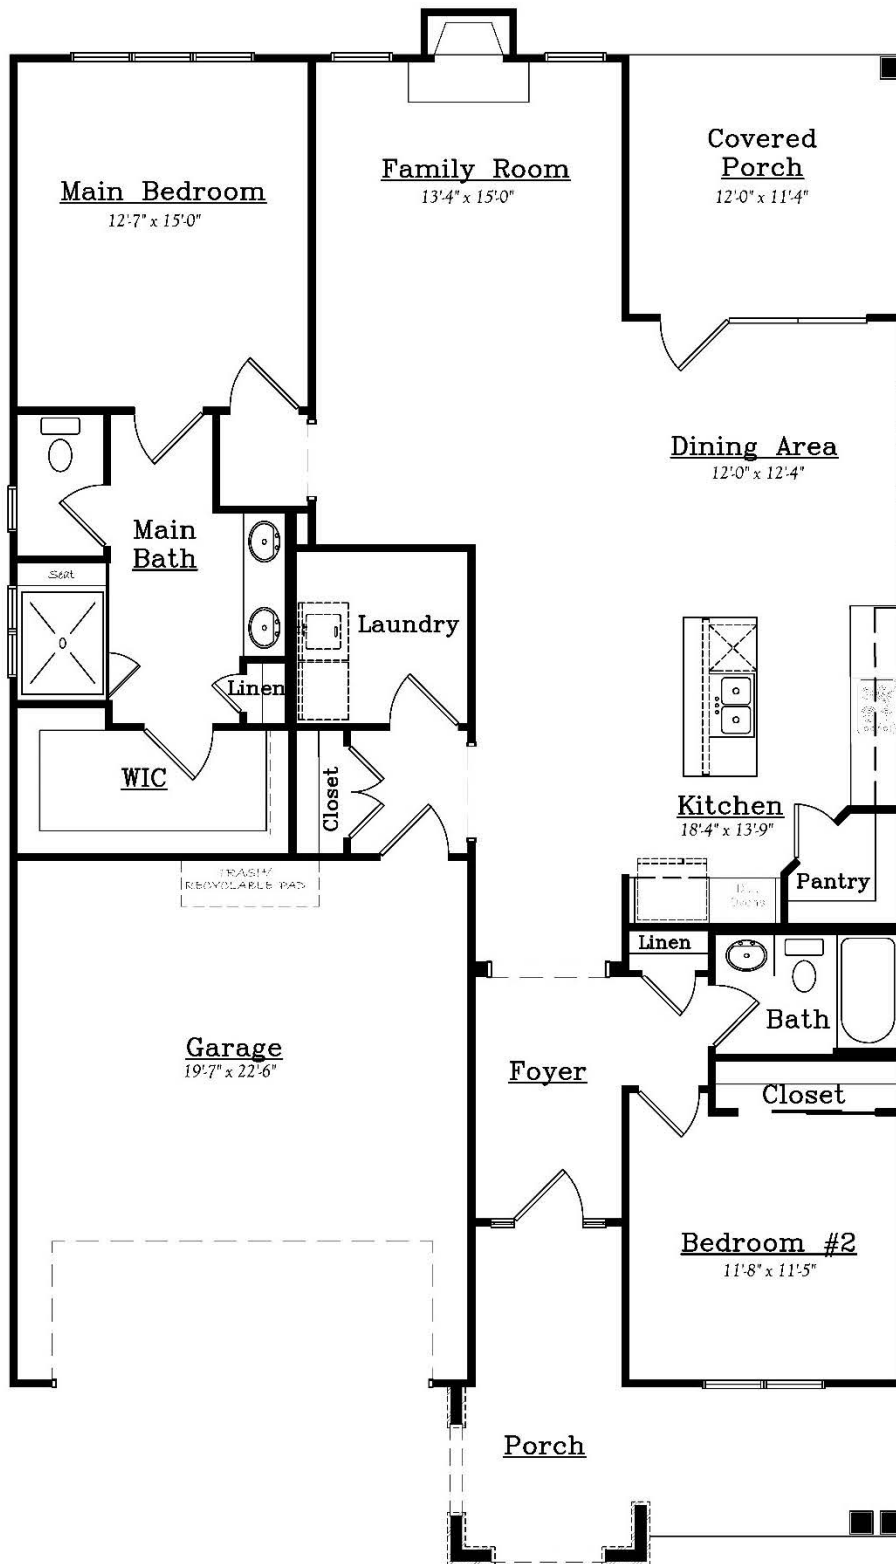 Covered
Porch
12'-0" x 11'-4"
Family Room
13'-4" x 15'-0"
Main Bedroom
12'-7" x 15'-0"
Dining Area
12'-0" x 12'-4"
Main
Bath
Seat
Laundry
Linen
WIC
Closet
Kitchen
18'-4" x 13'-9"
Pantry
TRASH/
RECYCLABLE PAD
Linen
Bath
Garage
19'-7" x 22'-6"
Foyer
Closet
Bedroom #2
11'-8" x 11'-5"
Porch